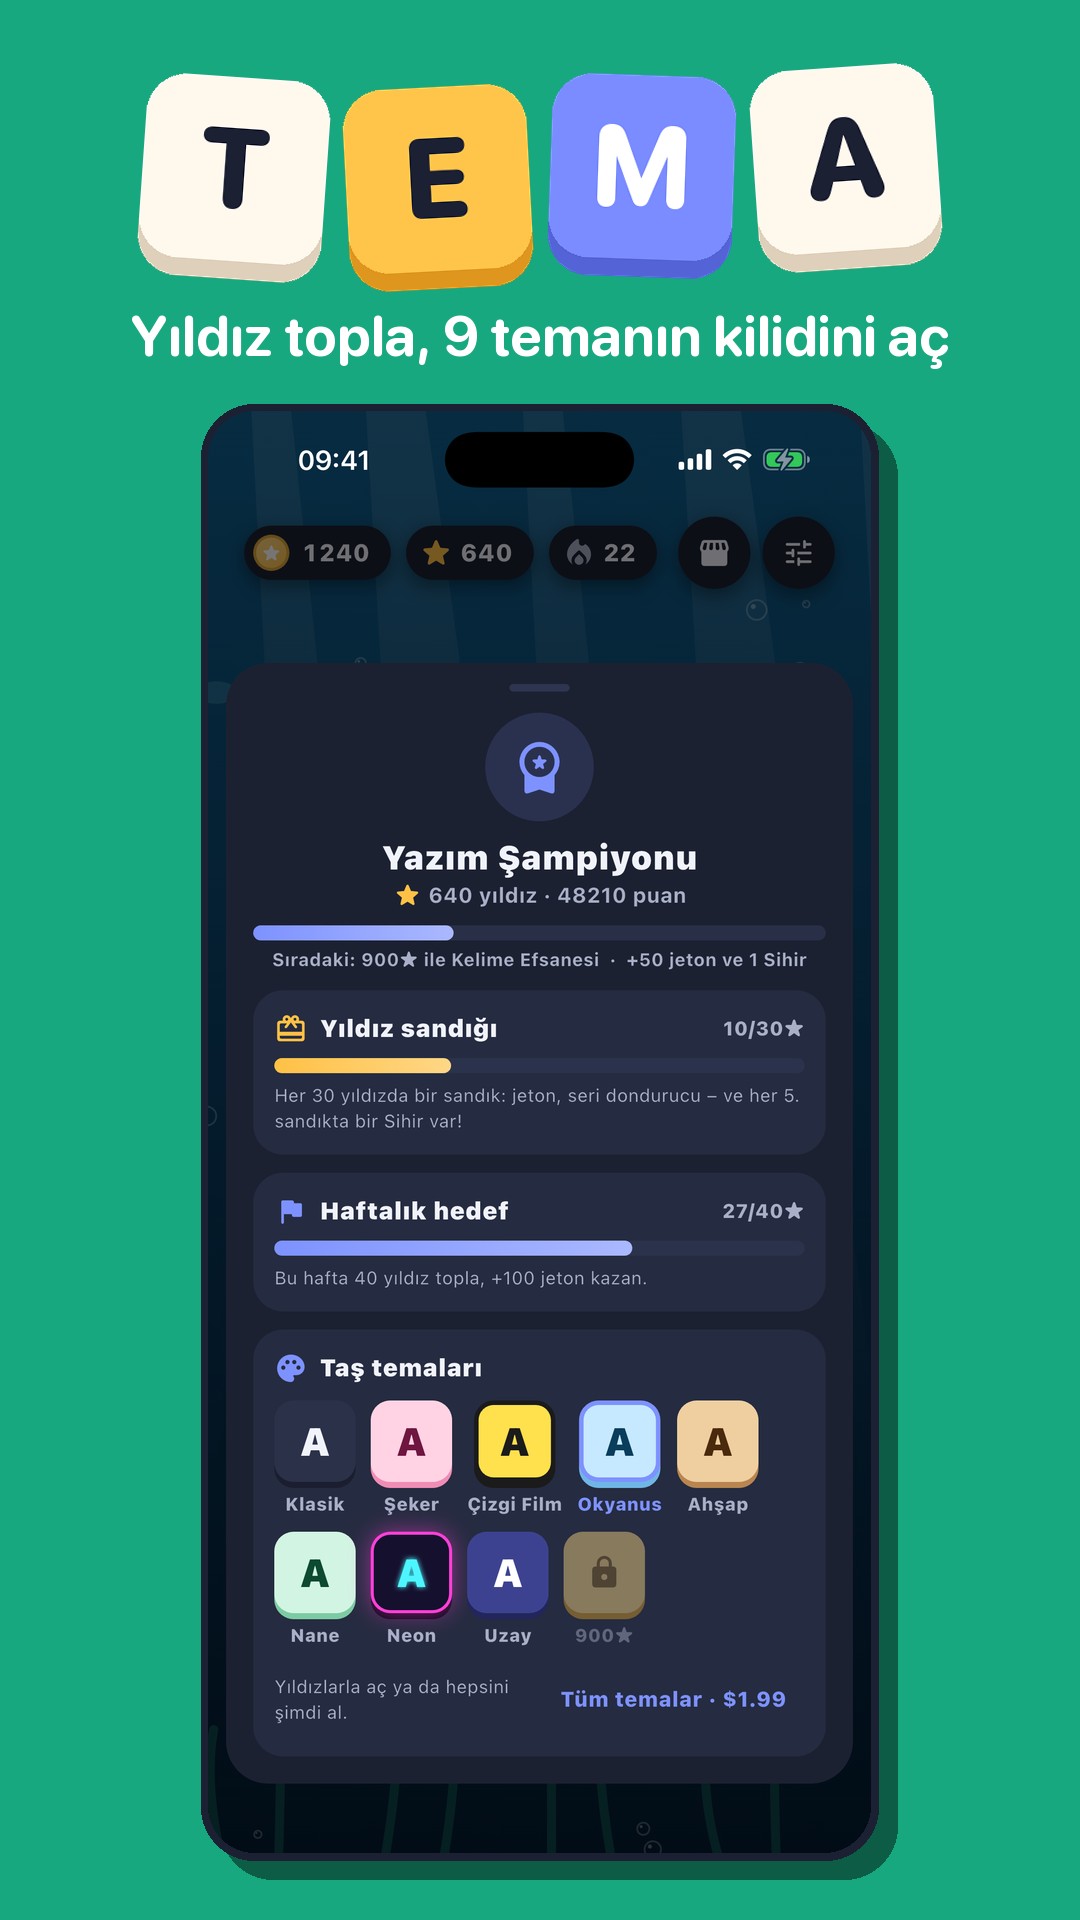 TEMA
Yıldız topla, 9 temanın kilidini aç
09:41
1240 640 22
Yazım Şampiyonu
640 yıldız · 48210 puan
Sıradaki: 900★ ile Kelime Efsanesi · +50 jeton ve 1 Sihir
Yıldız sandığı 10/30★
Her 30 yıldızda bir sandık: jeton, seri dondurucu – ve her 5.
sandıkta bir Sihir var!
Haftalık hedef 27/40★
Bu hafta 40 yıldız topla, +100 jeton kazan.
Taş temaları
A A A A A
Klasik Şeker Çizgi Film Okyanus Ahşap
A A A
Nane Neon Uzay 900★
Yıldızlarla aç ya da hepsini
şimdi al.
Tüm temalar · $1.99